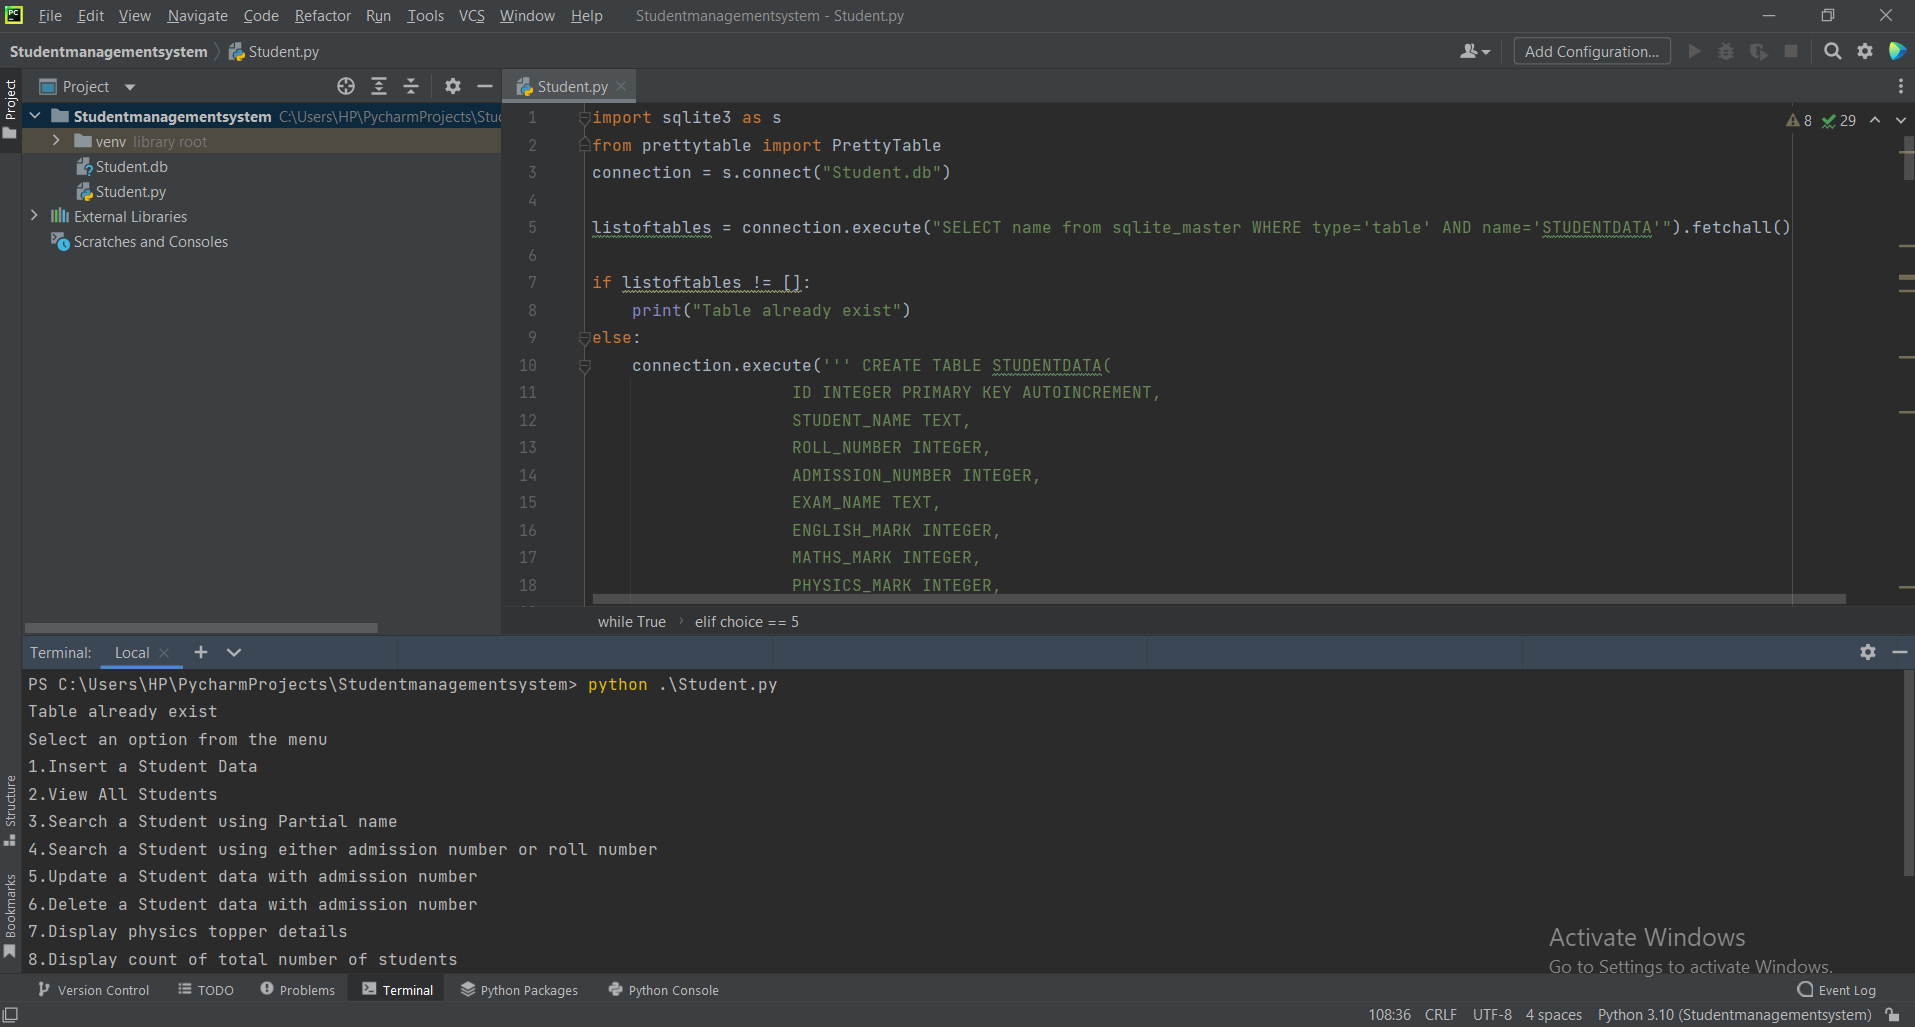 PC File Edit View Navigate Code Refactor Run Tools VCS Window Help Studentmanagementsystem - Student.py
Studentmanagementsystem Student.py Add Configuration...
Project
Project
Student.py
Studentmanagementsystem C:\Users\HP\PycharmProjects\Stu
venv library root
Student.db
Student.py
External Libraries
Scratches and Consoles
8 29
1 import sqlite3 as s
2 from prettytable import PrettyTable
3 connection = s.connect("Student.db")
4
5 listoftables = connection.execute("SELECT name from sqlite_master WHERE type='table' AND name='STUDENTDATA'").fetchall()
6
7 if listoftables != []:
8 print("Table already exist")
9 else:
10 connection.execute(''' CREATE TABLE STUDENTDATA(
11 ID INTEGER PRIMARY KEY AUTOINCREMENT,
12 STUDENT_NAME TEXT,
13 ROLL_NUMBER INTEGER,
14 ADMISSION_NUMBER INTEGER,
15 EXAM_NAME TEXT,
16 ENGLISH_MARK INTEGER,
17 MATHS_MARK INTEGER,
18 PHYSICS_MARK INTEGER,
while True elif choice == 5
Terminal: Local
PS C:\Users\HP\PycharmProjects\Studentmanagementsystem> python .\Student.py
Table already exist
Select an option from the menu
1.Insert a Student Data
2.View All Students
3.Search a Student using Partial name
4.Search a Student using either admission number or roll number
5.Update a Student data with admission number
6.Delete a Student data with admission number
7.Display physics topper details
8.Display count of total number of students
Structure
Bookmarks
Activate Windows
Go to Settings to activate Windows.
Version Control TODO Problems Terminal Python Packages Python Console Event Log
108:36 CRLF UTF-8 4 spaces Python 3.10 (Studentmanagementsystem)